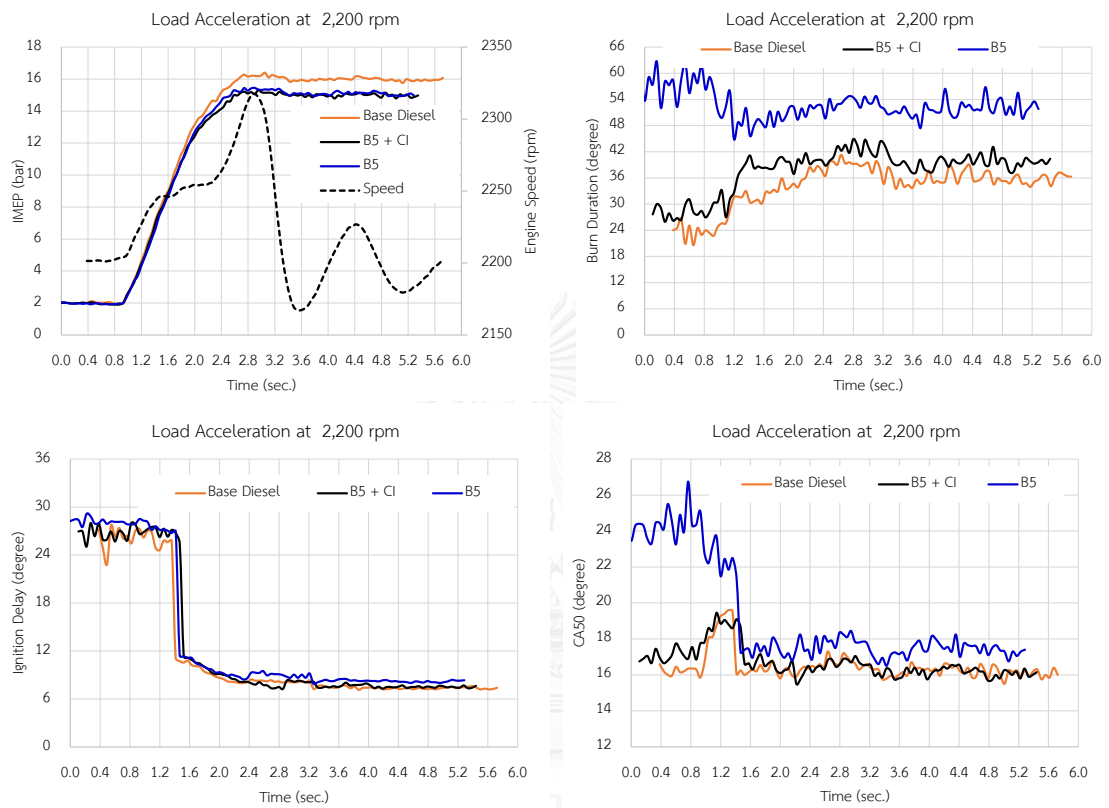 Load Acceleration at 2,200 rpm
18
16
14
12
10
8
6
4
2
0
IMEP (bar)
2350
2300
2250
2200
2150
Engine Speed (rpm)
Base Diesel
B5 + CI
B5
Speed
0.0 0.4 0.8 1.2 1.6 2.0 2.4 2.8 3.2 3.6 4.0 4.4 4.8 5.2 5.6 6.0
Time (sec.)
Load Acceleration at 2,200 rpm
Base Diesel B5 + CI B5
66
60
54
48
42
36
30
24
18
12
6
0
Burn Duration (degree)
0.0 0.4 0.8 1.2 1.6 2.0 2.4 2.8 3.2 3.6 4.0 4.4 4.8 5.2 5.6 6.0
Time (sec.)
Load Acceleration at 2,200 rpm
Base Diesel B5 + CI B5
36
30
24
18
12
6
0
Ignition Delay (degree)
0.0 0.4 0.8 1.2 1.6 2.0 2.4 2.8 3.2 3.6 4.0 4.4 4.8 5.2 5.6 6.0
Time (sec.)
Load Acceleration at 2,200 rpm
Base Diesel B5 + CI B5
28
26
24
22
20
18
16
14
12
CA50 (degree)
0.0 0.4 0.8 1.2 1.6 2.0 2.4 2.8 3.2 3.6 4.0 4.4 4.8 5.2 5.6 6.0
Time (sec.)